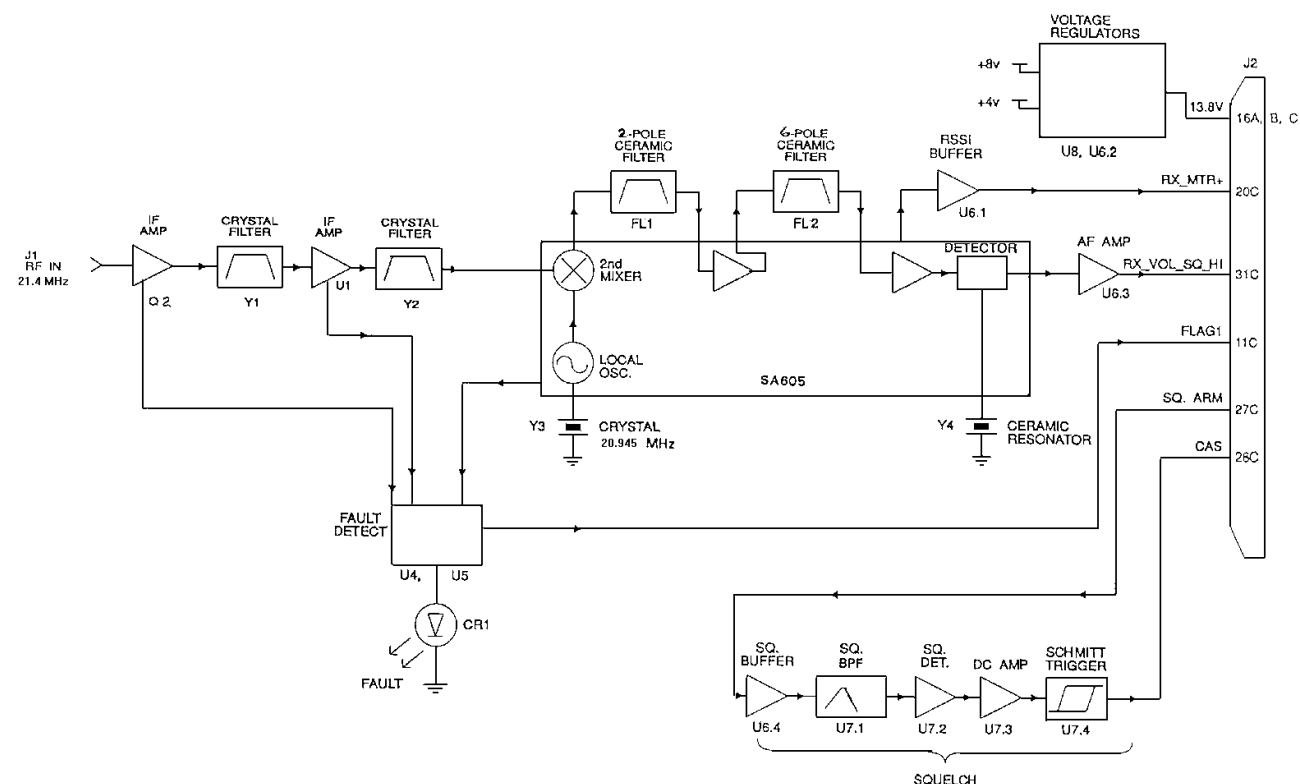 VOLTAGE
REGULATORS
J2
+8v
+4v
13.8V
16A, B, C
U8, U6.2
2-POLE
CERAMIC
FILTER
6-POLE
CERAMIC
FILTER
RSSI
BUFFER
RX_MTR+
20C
FL1
FL2
U6.1
IF
AMP
CRYSTAL
FILTER
IF
AMP
CRYSTAL
FILTER
J1
RF IN
21.4 MHz
2nd
MIXER
DETECTOR
AF AMP
RX_VOL_SQ_HI
31C
Q2
Y1
U1
Y2
U6.3
FLAG1
11C
LOCAL
OSC.
SA605
SQ. ARM
27C
Y3
CRYSTAL
20.945 MHz
Y4
CERAMIC
RESONATOR
CAS
26C
FAULT
DETECT
U4, U5
CR1
FAULT
SQ.
BUFFER
SQ.
BPF
SQ.
DET.
DC AMP
SCHMITT
TRIGGER
U6.4
U7.1
U7.2
U7.3
U7.4
SQUELCH